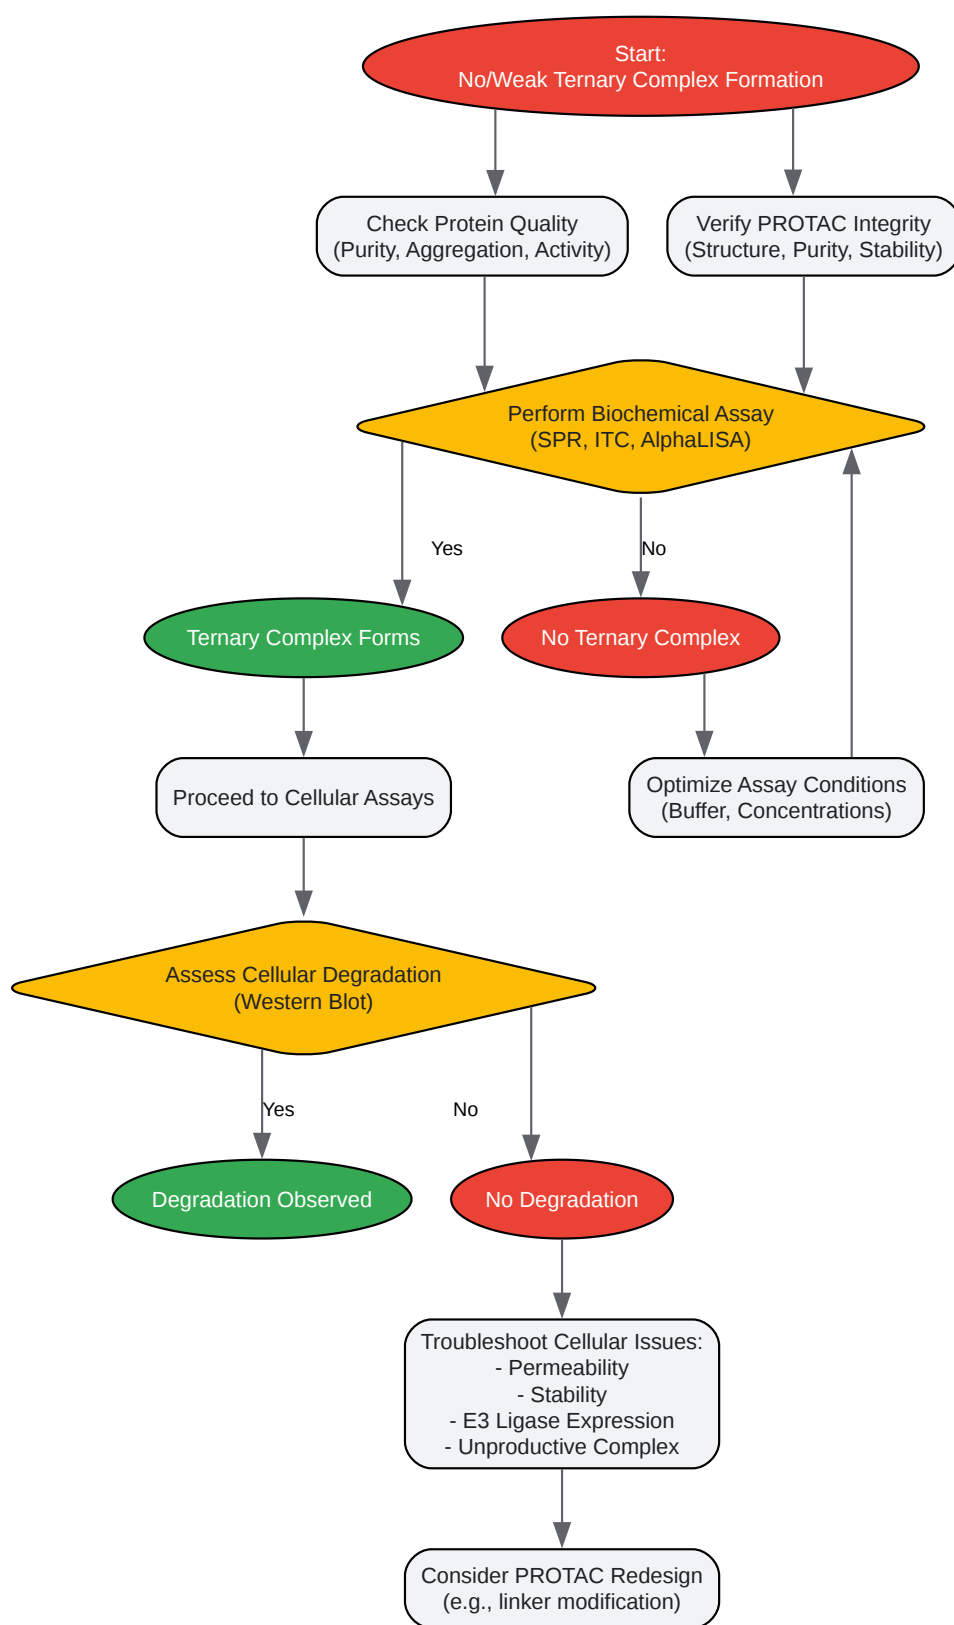 Start:
No/Weak Ternary Complex Formation
Check Protein Quality
(Purity, Aggregation, Activity)
Verify PROTAC Integrity
(Structure, Purity, Stability)
Perform Biochemical Assay
(SPR, ITC, AlphaLISA)
Yes
No
Ternary Complex Forms
No Ternary Complex
Proceed to Cellular Assays
Optimize Assay Conditions
(Buffer, Concentrations)
Assess Cellular Degradation
(Western Blot)
Yes
No
Degradation Observed
No Degradation
Troubleshoot Cellular Issues:
- Permeability
- Stability
- E3 Ligase Expression
- Unproductive Complex
Consider PROTAC Redesign
(e.g., linker modification)